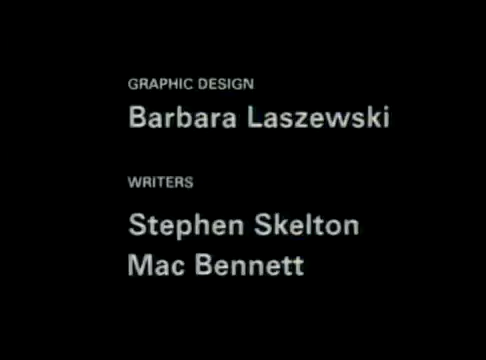 GRAPHIC DESIGN
Barbara Laszewski
WRITERS
Stephen Skelton
Mac Bennett